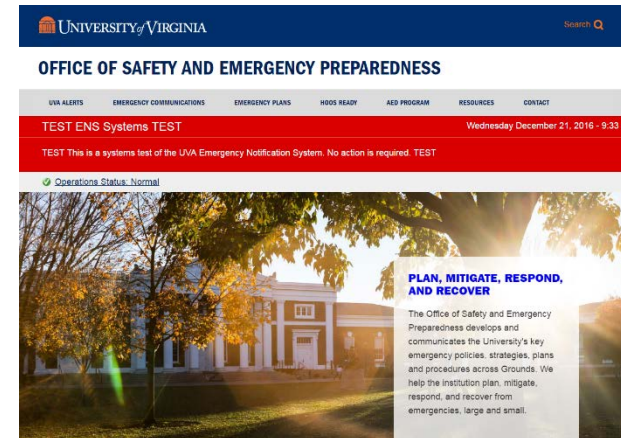 UNIVERSITY of VIRGINIA
Search
OFFICE OF SAFETY AND EMERGENCY PREPAREDNESS
UVA ALERTS EMERGENCY COMMUNICATIONS EMERGENCY PLANS HOOS READY AED PROGRAM RESOURCES CONTACT
TEST ENS Systems TEST Wednesday December 21, 2016 - 9:33
TEST This is a systems test of the UVA Emergency Notification System. No action is required. TEST
Operations Status: Normal
PLAN, MITIGATE, RESPOND,
AND RECOVER
The Office of Safety and Emergency
Preparedness develops and
communicates the University's key
emergency policies, strategies, plans
and procedures across Grounds. We
help the institution plan, mitigate,
respond, and recover from
emergencies, large and small.